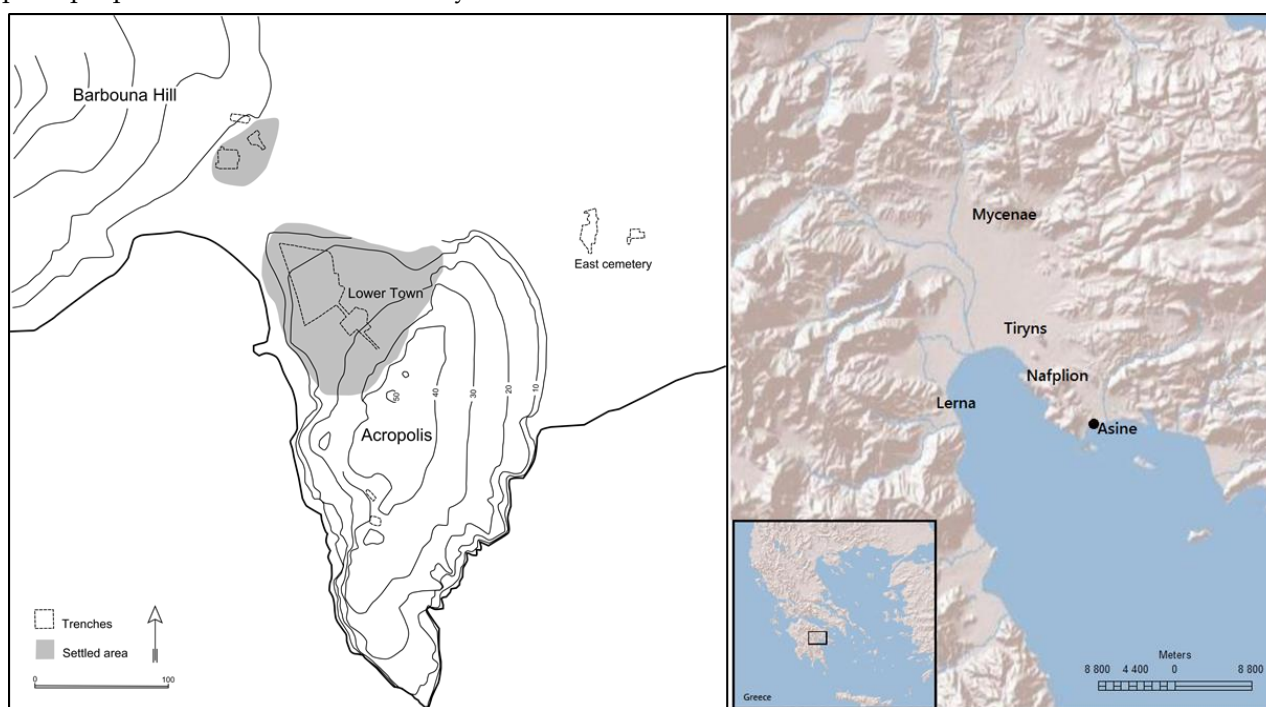 Barbouna Hill
East cemetery
Lower Town
Acropolis
50
40
30
20
10
Trenches
Settled area
0 100
Mycenae
Tiryns
Nafplion
Lerna
Asine
Greece
Meters
8 800 4 400 0 8 800